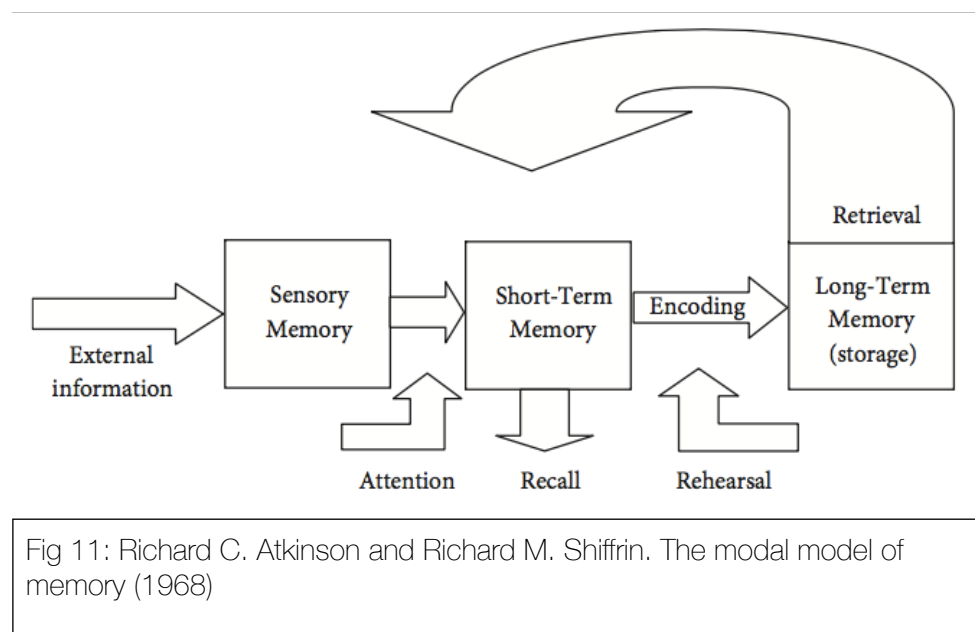 Retrieval
Sensory
Memory
Short-Term
Memory
Encoding
Long-Term
Memory
(storage)
External
information
Attention
Recall
Rehearsal
Fig 11: Richard C. Atkinson and Richard M. Shiffrin. The modal model of
memory (1968)